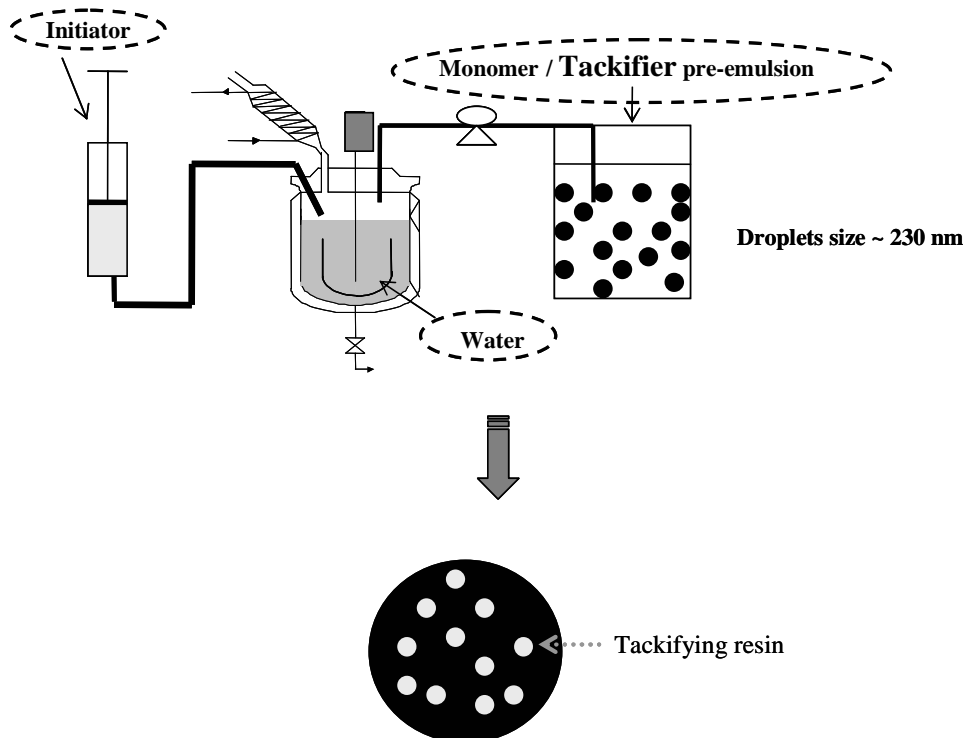 Initiator
Monomer / Tackifier pre-emulsion
Droplets size ~ 230 nm
Water
Tackifying resin